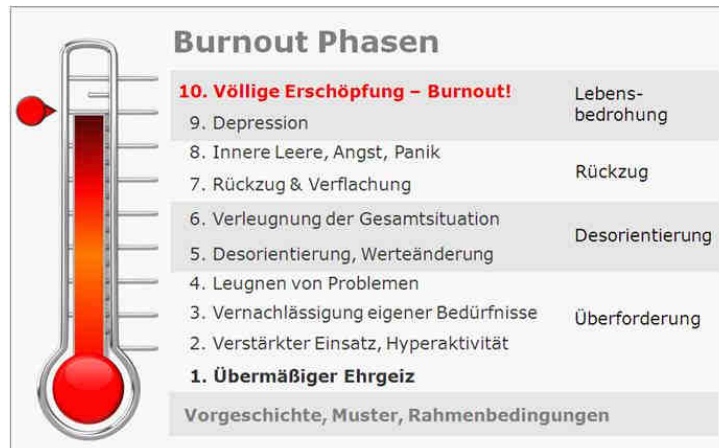 Burnout Phasen
10. Völlige Erschöpfung – Burnout!
9. Depression
Lebens-
bedrohung
8. Innere Leere, Angst, Panik
7. Rückzug & Verflachung
Rückzug
6. Verleugnung der Gesamtsituation
5. Desorientierung, Werteänderung
Desorientierung
4. Leugnen von Problemen
3. Vernachlässigung eigener Bedürfnisse
2. Verstärkter Einsatz, Hyperaktivität
1. Übermäßiger Ehrgeiz
Überforderung
Vorgeschichte, Muster, Rahmenbedingungen